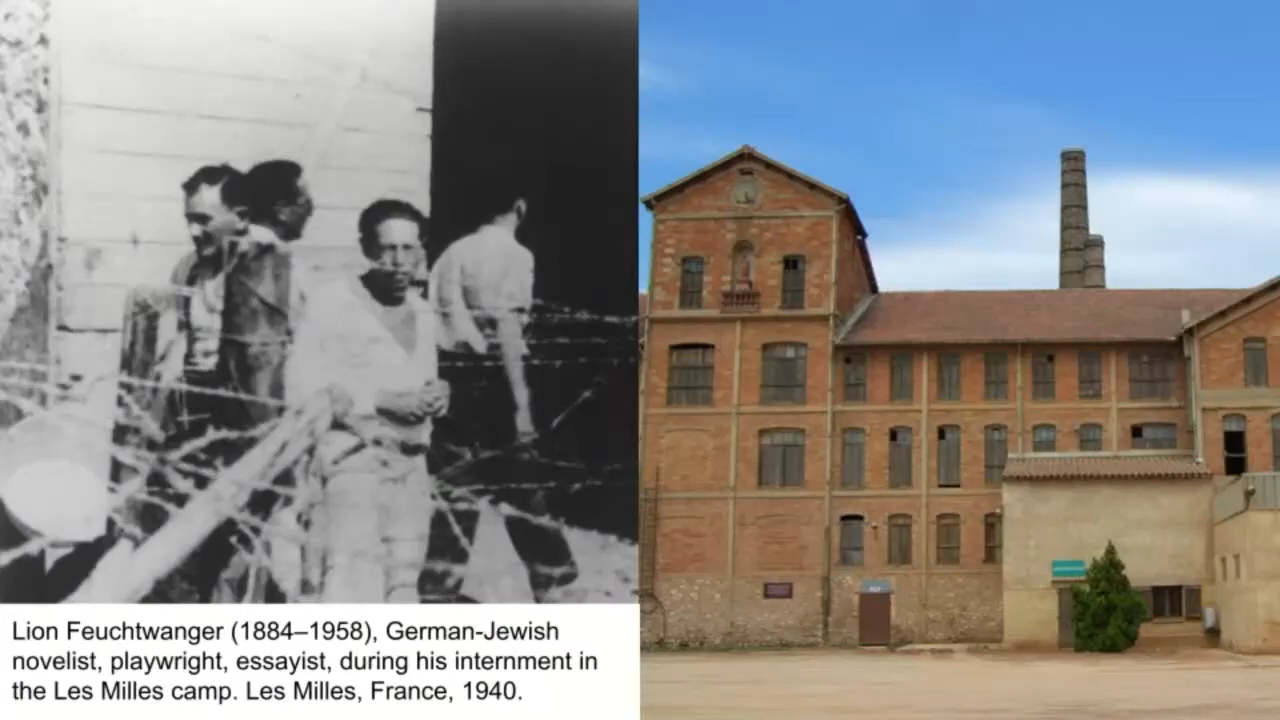 Lion Feuchtwanger (1884–1958), German-Jewish
novelist, playwright, essayist, during his internment in
the Les Milles camp. Les Milles, France, 1940.